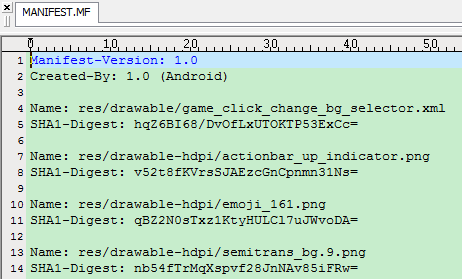 MANIFEST.MF
0 10 20 30 40 50
1 Manifest-Version: 1.0
2 Created-By: 1.0 (Android)
3
4 Name: res/drawable/game_click_change_bg_selector.xml
5 SHA1-Digest: hqZ6BI68/DvOfLxUTOKTP53ExCc=
6
7 Name: res/drawable-hdpi/actionbar_up_indicator.png
8 SHA1-Digest: v52t8fKVrsSJAEzcGnCpnmn31Ns=
9
10 Name: res/drawable-hdpi/emoji_161.png
11 SHA1-Digest: qBZ2N0sTxz1KtyHULCl7uJWvoDA=
12
13 Name: res/drawable-hdpi/semitrans_bg.9.png
14 SHA1-Digest: nb54fTrMqXspvf28JnNAv85iFRw=